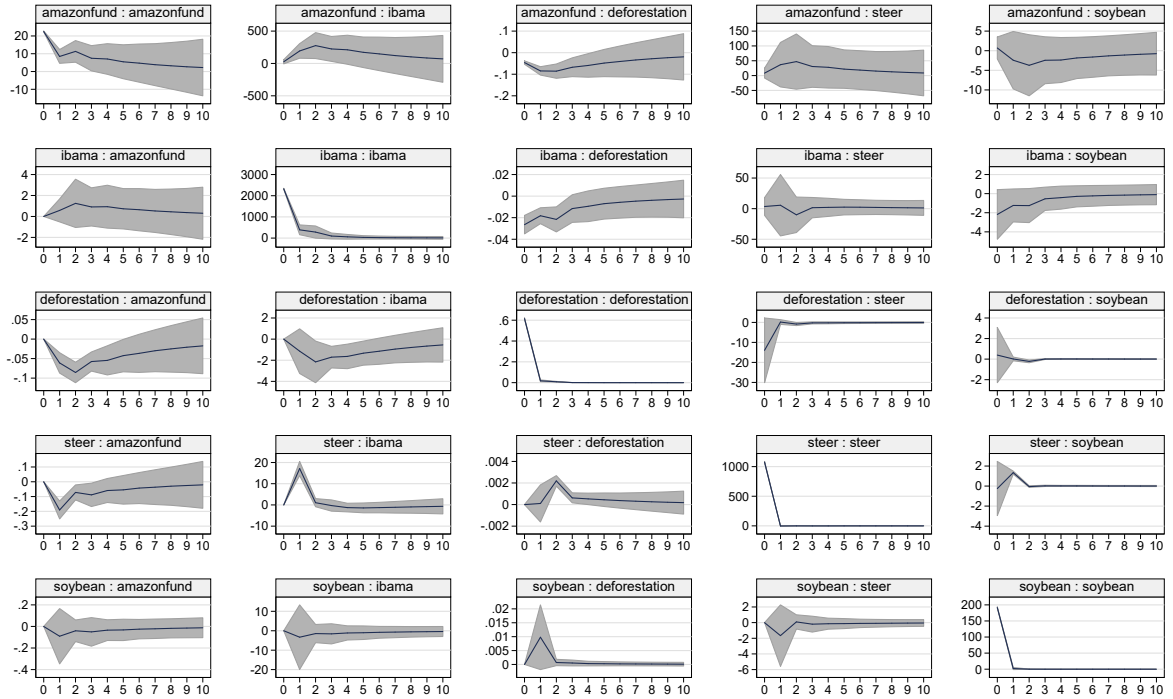 amazonfund : amazonfund
20
10
0
-10
0 1 2 3 4 5 6 7 8 9 10
amazonfund : ibama
500
0
-500
0 1 2 3 4 5 6 7 8 9 10
amazonfund : deforestation
.1
0
-.1
-.2
0 1 2 3 4 5 6 7 8 9 10
amazonfund : steer
150
100
50
0
-50
0 1 2 3 4 5 6 7 8 9 10
amazonfund : soybean
5
0
-5
-10
0 1 2 3 4 5 6 7 8 9 10
ibama : amazonfund
4
2
0
-2
0 1 2 3 4 5 6 7 8 9 10
ibama : ibama
3000
2000
1000
0
0 1 2 3 4 5 6 7 8 9 10
ibama : deforestation
.02
0
-.02
-.04
0 1 2 3 4 5 6 7 8 9 10
ibama : steer
50
0
-50
0 1 2 3 4 5 6 7 8 9 10
ibama : soybean
2
0
-2
-4
0 1 2 3 4 5 6 7 8 9 10
deforestation : amazonfund
.05
0
-.05
-.1
0 1 2 3 4 5 6 7 8 9 10
deforestation : ibama
2
0
-2
-4
0 1 2 3 4 5 6 7 8 9 10
deforestation : deforestation
.6
.4
.2
0
0 1 2 3 4 5 6 7 8 9 10
deforestation : steer
0
-10
-20
-30
0 1 2 3 4 5 6 7 8 9 10
deforestation : soybean
4
2
0
-2
0 1 2 3 4 5 6 7 8 9 10
steer : amazonfund
.1
0
-.1
-.2
-.3
0 1 2 3 4 5 6 7 8 9 10
steer : ibama
20
10
0
-10
0 1 2 3 4 5 6 7 8 9 10
steer : deforestation
.004
.002
0
-.002
0 1 2 3 4 5 6 7 8 9 10
steer : steer
1000
500
0
0 1 2 3 4 5 6 7 8 9 10
steer : soybean
4
2
0
-2
-4
0 1 2 3 4 5 6 7 8 9 10
soybean : amazonfund
.2
0
-.2
-.4
0 1 2 3 4 5 6 7 8 9 10
soybean : ibama
10
0
-10
-20
0 1 2 3 4 5 6 7 8 9 10
soybean : deforestation
.02
.015
.01
.005
0
0 1 2 3 4 5 6 7 8 9 10
soybean : steer
2
0
-2
-4
-6
0 1 2 3 4 5 6 7 8 9 10
soybean : soybean
200
150
100
50
0
0 1 2 3 4 5 6 7 8 9 10